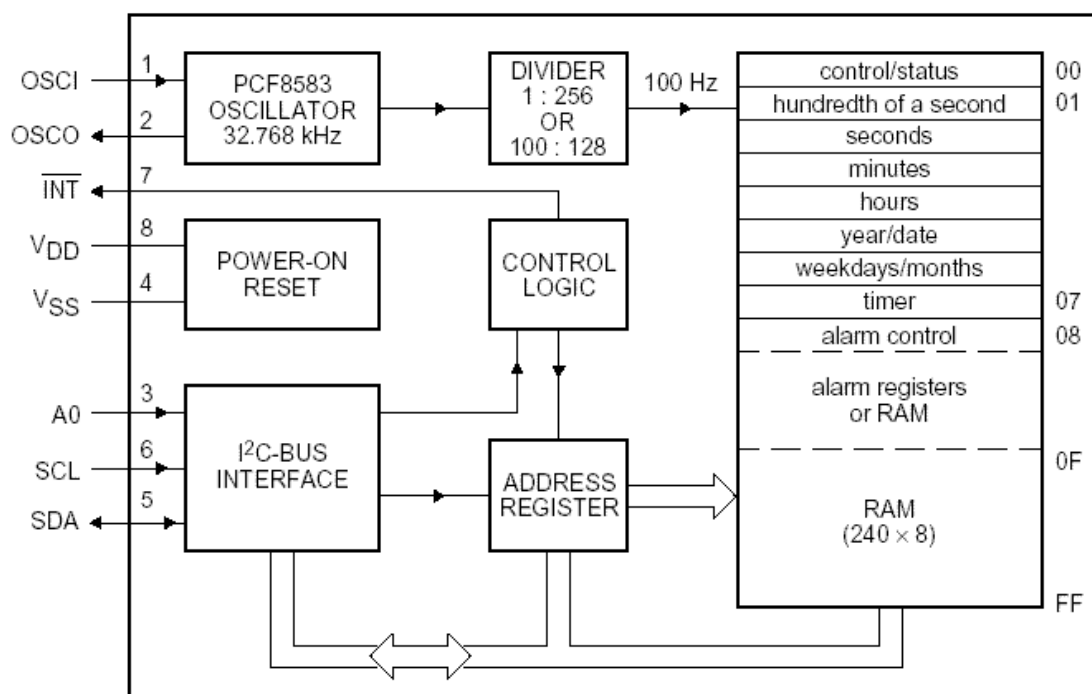 OSCI
1
OSCO
2
INT
7
VDD
8
VSS
4
A0
3
SCL
6
SDA
5
PCF8583
OSCILLATOR
32.768 kHz
DIVIDER
1 : 256
OR
100 : 128
100 Hz
POWER-ON
RESET
CONTROL
LOGIC
I2C-BUS
INTERFACE
ADDRESS
REGISTER
control/status
00
hundredth of a second
01
seconds
minutes
hours
year/date
weekdays/months
timer
07
alarm control
08
alarm registers
or RAM
0F
RAM
(240 × 8)
FF